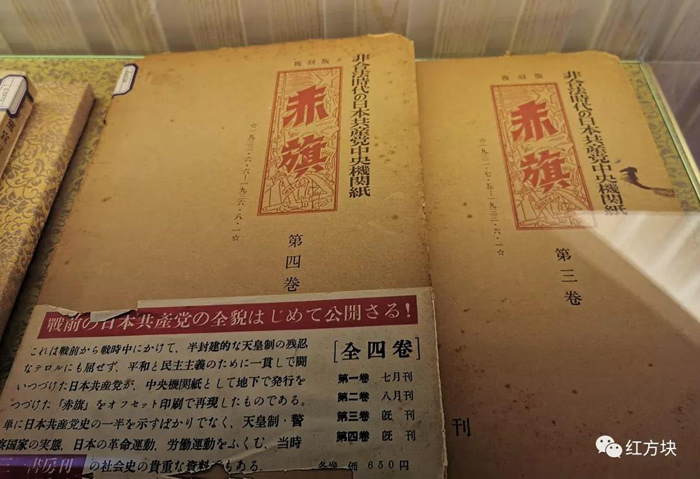 復刻版
非合法時代の日本共産党中央機関紙
赤旗
第四巻
戰前の日本共產党の全貌はじめて公開さる!
これは戦前から戦時中にかけて、半封建的な天皇制の残忍
なテロルにも屈せず、平和と民主主義のために一貫して闘
いつづけた日本共産党が、中央機関紙として地下で発行を
つづけた「赤旗」をオフセット印刷で再現したものである。
単に日本共産党史の一半を示すばかりでなく、天皇制・警
察国家の実態、日本の革命運動、労働運動をふくむ、当時
の社会史の貴重な資料でもある。
[全四巻]
第一巻 七月刊
第二巻 八月刊
第三巻 既刊
第四巻 既刊
価 650円
書房刊
復刻版
非合法時代の日本共産党中央機関紙
赤旗
第三巻
刊
红方块